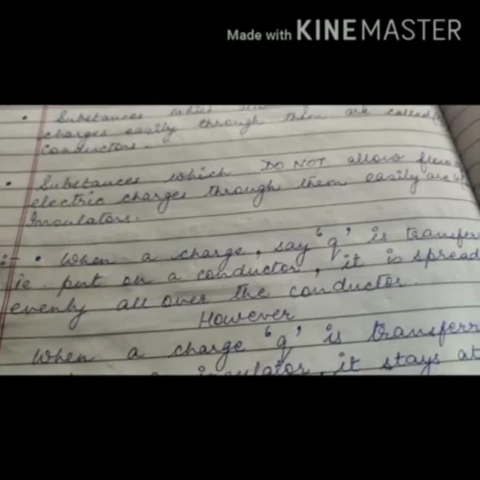 Made with KINEMASTER
• Substances which
charges easily through them are called
Conductors.
• Substances which DO NOT allow
electric charges through them easily are
Insulators.
:- • When a charge, say 'q' is transfer
ie. put on a conductor, it is spread
evenly all over the conductor.
However
When a charge 'q' is transferr
insulator, it stays at